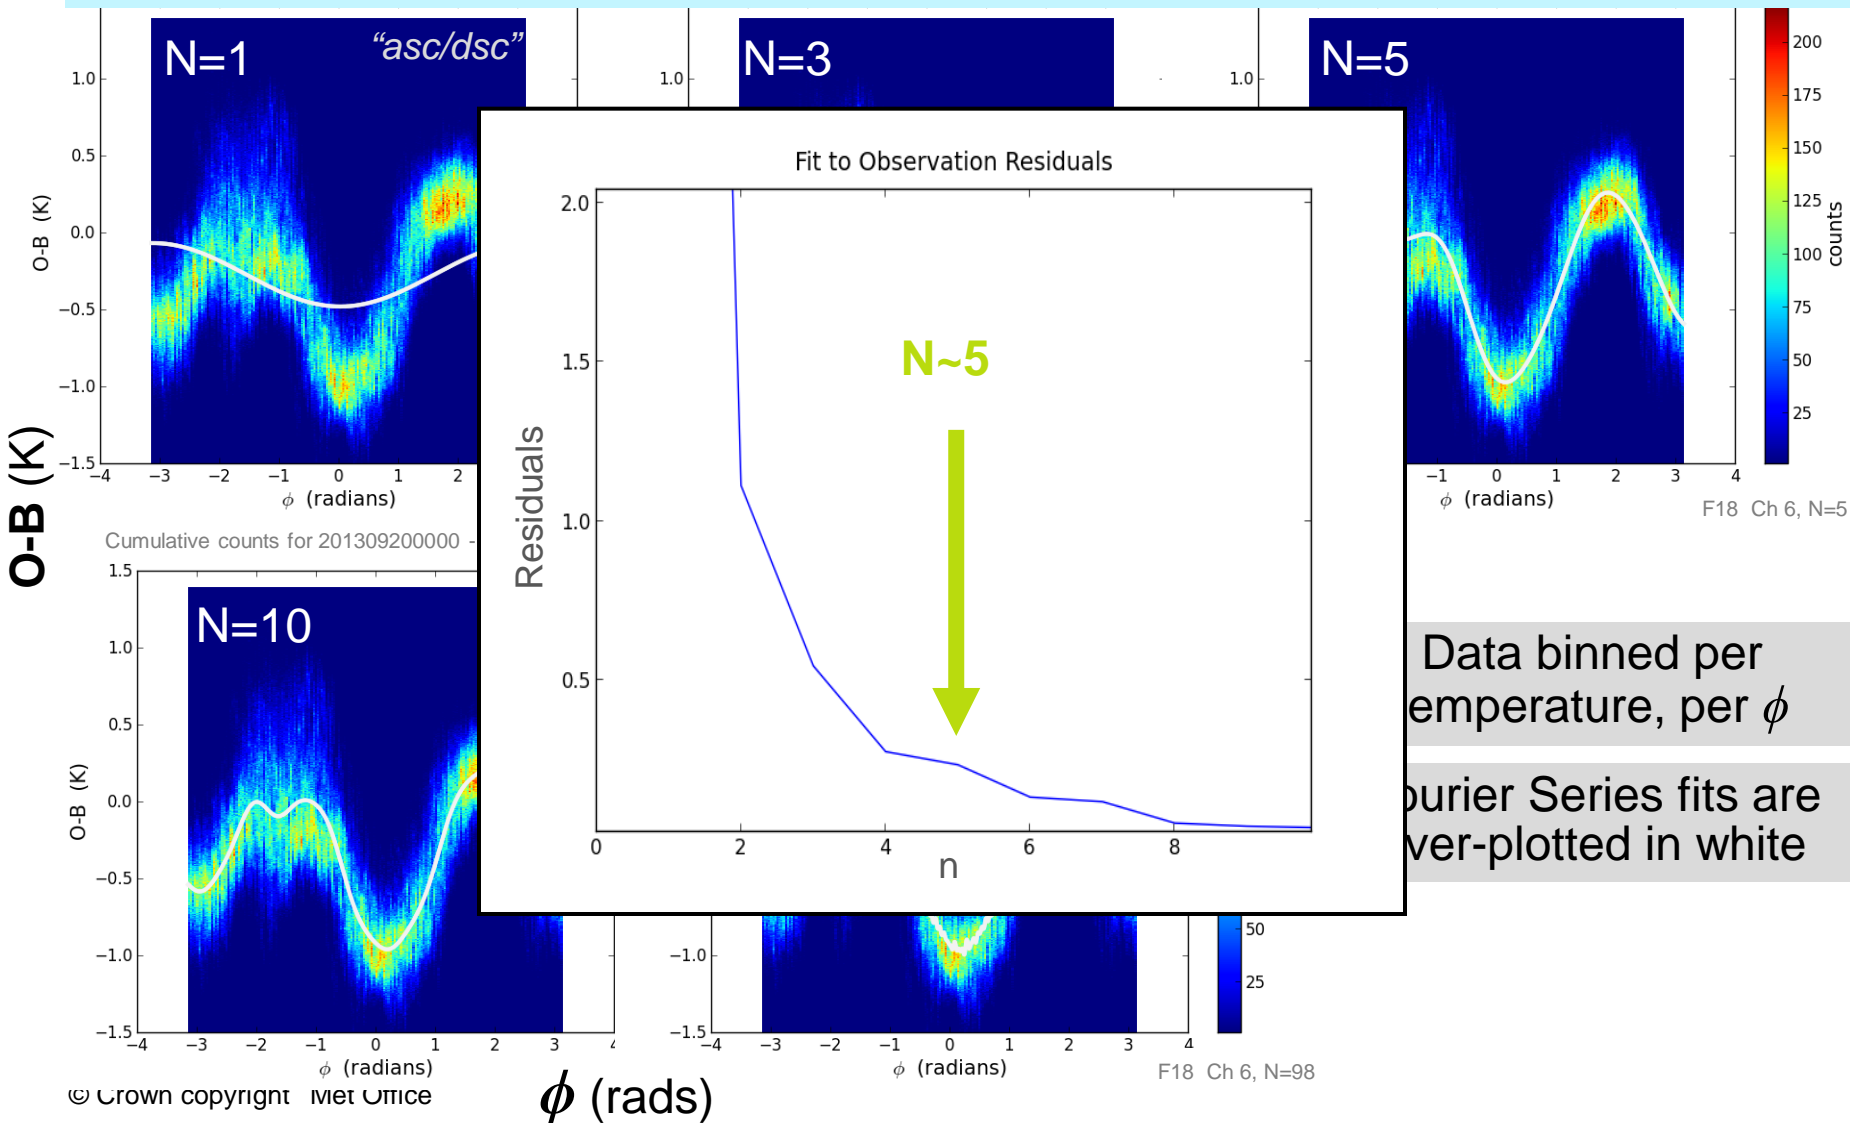 N=1
"asc/dsc"
N=3
N=5
1.0
0.5
0.0
−0.5
−1.0
−1.5
O-B (K)
−4 −3 −2 −1 0 1 2
ϕ (radians)
1.0
1.0
−1 0 1 2 3 4
ϕ (radians)
200
175
150
125
100
75
50
25
counts
F18 Ch 6, N=5
Cumulative counts for 201309200000 -
O-B (K)
Fit to Observation Residuals
2.0
1.5
1.0
0.5
Residuals
N~5
0 2 4 6 8
n
Data binned per
emperature, per ϕ
ourier Series fits are
ver-plotted in white
N=10
1.5
1.0
0.5
0.0
−0.5
−1.0
−1.5
O-B (K)
−4 −3 −2 −1 0 1 2 3 4
ϕ (radians)
−1.0
−1.5
−4 −3 −2 −1 0 1 2 3 4
ϕ (radians)
50
25
F18 Ch 6, N=98
© Crown copyright Met Office
ϕ (rads)